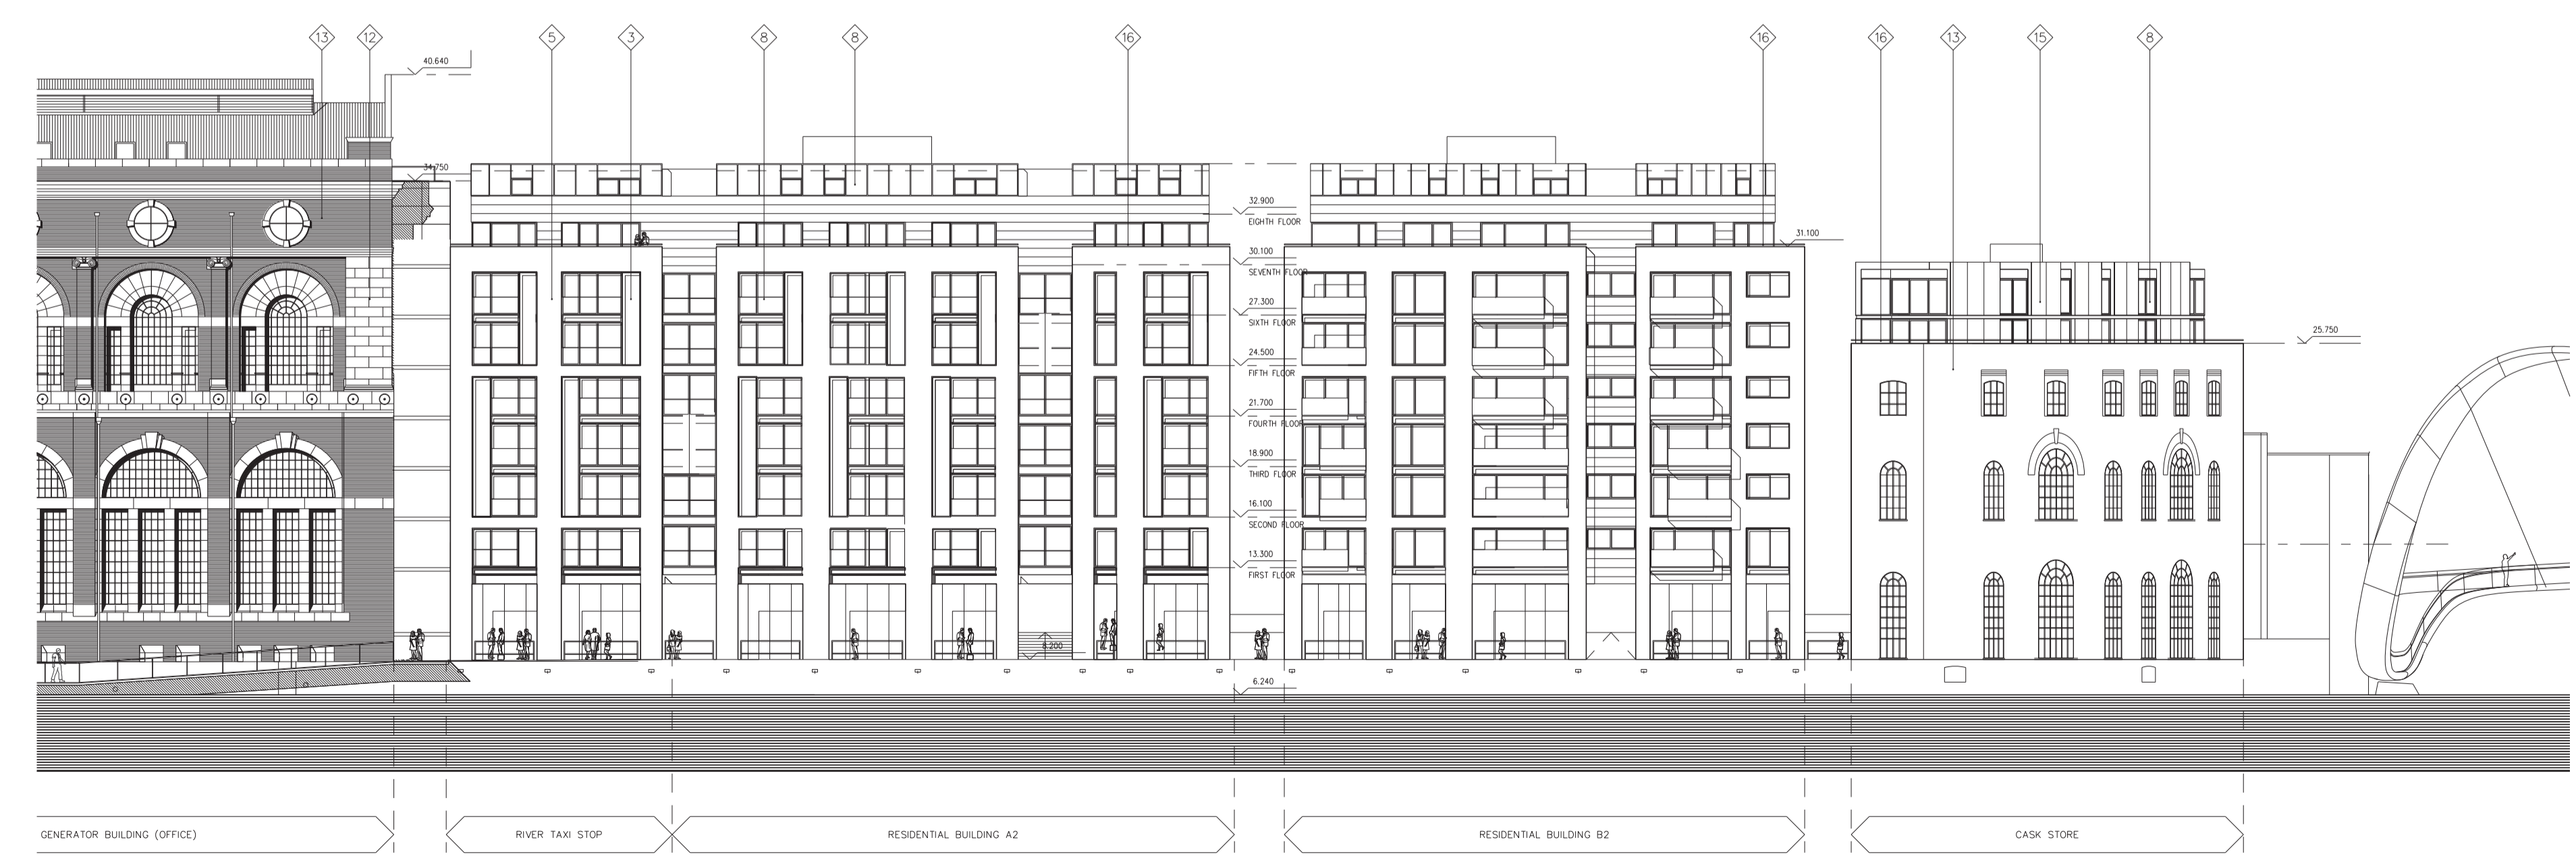 13
12
5
3
8
8
16
16
16
13
15
8
40.640
34.750
32.900
EIGHTH FLOOR
31.100
30.100
SEVENTH FLOOR
27.300
SIXTH FLOOR
25.750
24.500
FIFTH FLOOR
21.700
FOURTH FLOOR
18.900
THIRD FLOOR
16.100
SECOND FLOOR
13.300
FIRST FLOOR
8.200
6.240
GENERATOR BUILDING (OFFICE)
RIVER TAXI STOP
RESIDENTIAL BUILDING A2
RESIDENTIAL BUILDING B2
CASK STORE